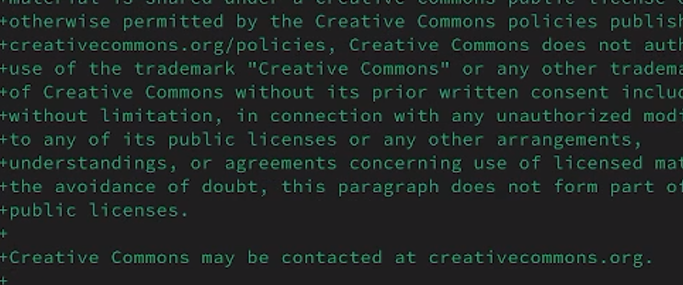 +material is shared under a Creative Commons public license
+otherwise permitted by the Creative Commons policies publish
+creativecommons.org/policies, Creative Commons does not auth
+use of the trademark "Creative Commons" or any other tradema
+of Creative Commons without its prior written consent includ
+without limitation, in connection with any unauthorized modi
+to any of its public licenses or any other arrangements,
+understandings, or agreements concerning use of licensed mat
+the avoidance of doubt, this paragraph does not form part of
+public licenses.
+
+Creative Commons may be contacted at creativecommons.org.
+